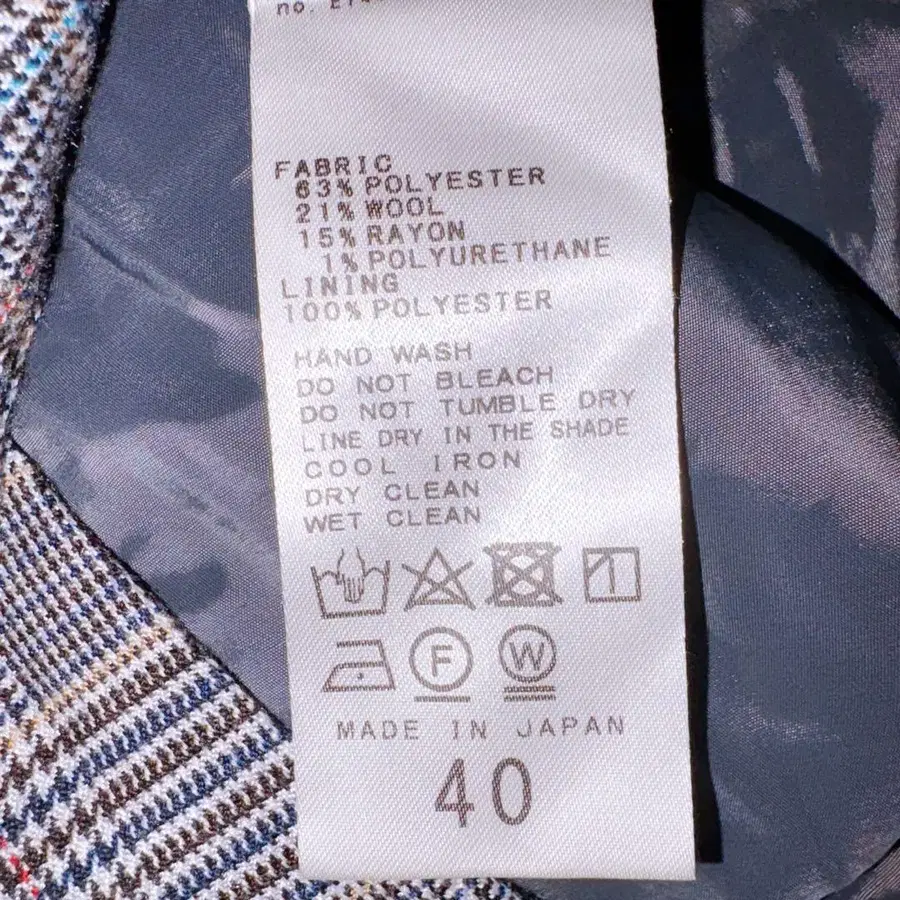 no.
FABRIC
63% POLYESTER
21% WOOL
15% RAYON
1% POLYURETHANE
LINING
100% POLYESTER
HAND WASH
DO NOT BLEACH
DO NOT TUMBLE DRY
LINE DRY IN THE SHADE
COOL IRON
DRY CLEAN
WET CLEAN
F W
MADE IN JAPAN
40